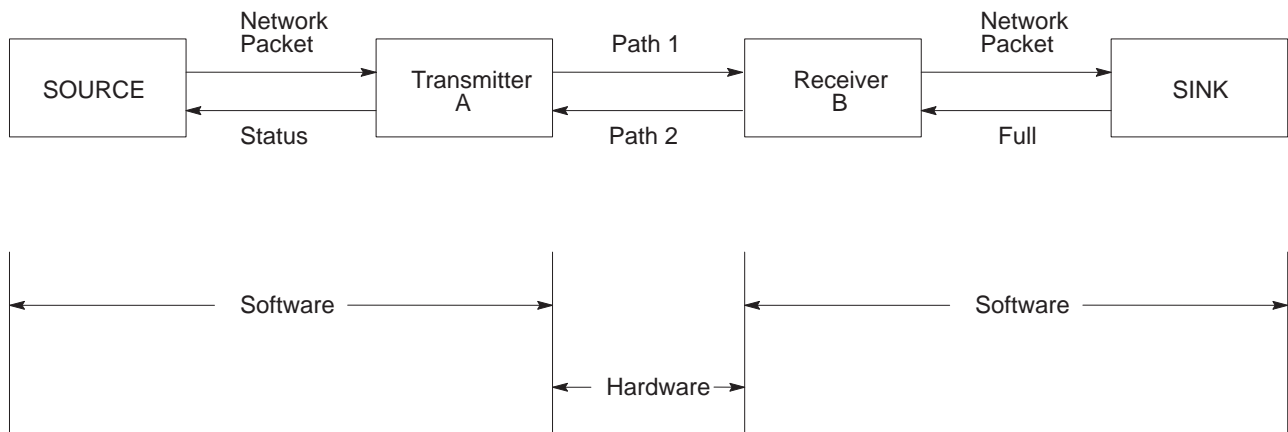 Network
Packet
Path 1
Network
Packet
SOURCE
Transmitter
A
Receiver
B
SINK
Status
Path 2
Full
Software
Software
Hardware